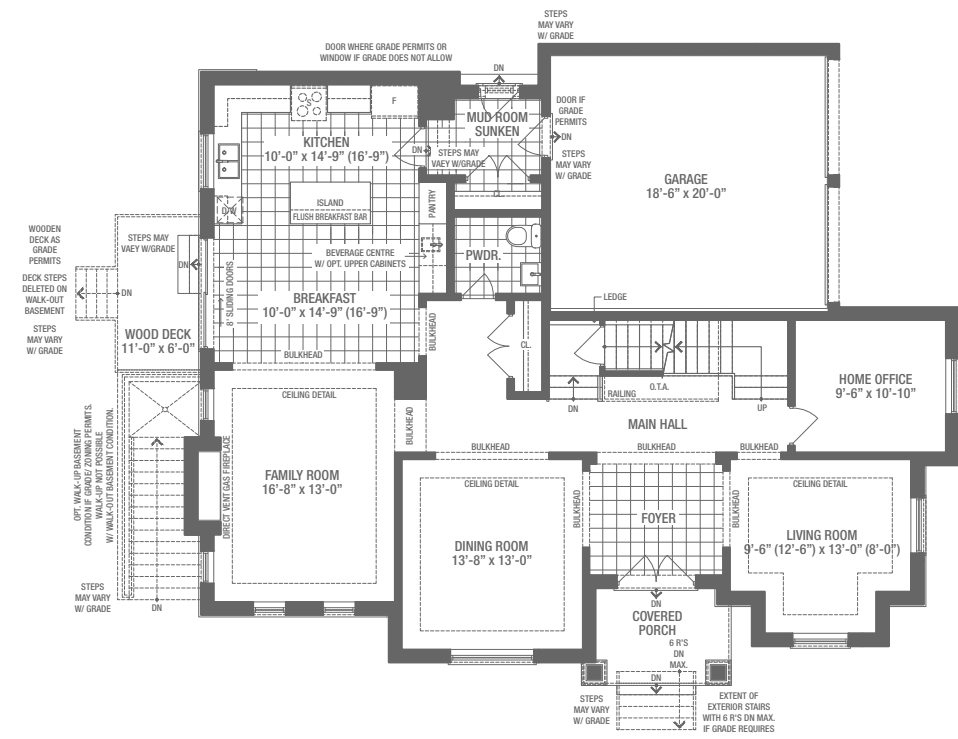 STEPS
MAY VARY
W/ GRADE
DOOR WHERE GRADE PERMITS OR
WINDOW IF GRADE DOES NOT ALLOW
DN
S
F
DOOR IF
GRADE
PERMITS
DN
STEPS
MAY VARY
W/ GRADE
MUD ROOM
SUNKEN
KITCHEN
10'-0" x 14'-9" (16'-9")
DN
STEPS MAY
VAEY W/GRADE
GARAGE
18'-6" x 20'-0"
CL.
D/W
ISLAND
FLUSH BREAKFAST BAR
PANTRY
WOODEN
DECK AS
GRADE
PERMITS
STEPS MAY
VAEY W/GRADE
DN
BEVERAGE CENTRE
W/ OPT. UPPER CABINETS
PWDR.
DECK STEPS
DELETED ON
WALK-OUT
BASEMENT
DN
8' SLIDING DOORS
BREAKFAST
10'-0" x 14'-9" (16'-9")
LEDGE
STEPS
MAY VARY
W/ GRADE
WOOD DECK
11'-0" x 6'-0"
BULKHEAD
BULKHEAD
CL.
O.T.A.
HOME OFFICE
9'-6" x 10'-10"
CEILING DETAIL
DN
RAILING
UP
MAIN HALL
BULKHEAD
OPT. WALK-UP BASEMENT
CONDITION IF GRADE/ ZONING PERMITS.
WALK-UP NOT POSSIBLE
W/ WALK-OUT BASEMENT CONDITION.
DIRECT VENT GAS FIREPLACE
BULKHEAD
BULKHEAD
BULKHEAD
FAMILY ROOM
16'-8" x 13'-0"
CEILING DETAIL
CEILING DETAIL
BULKHEAD
FOYER
BULKHEAD
DINING ROOM
13'-8" x 13'-0"
LIVING ROOM
9'-6" (12'-6") x 13'-0" (8'-0")
STEPS
MAY VARY
W/ GRADE
DN
DN
COVERED
PORCH
6 R'S
DN
MAX.
DN
STEPS
MAY VARY
W/ GRADE
EXTENT OF
EXTERIOR STAIRS
WITH 6 R'S DN MAX.
IF GRADE REQUIRES